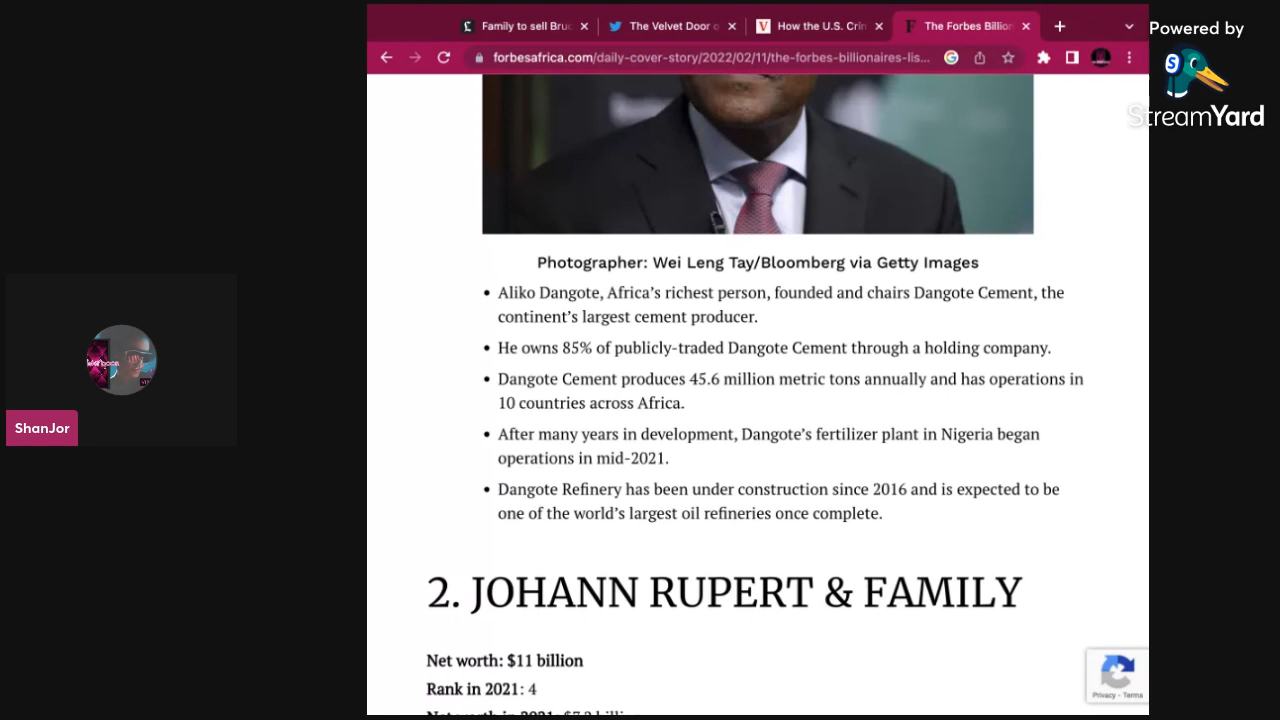 Family to sell Bru
The Velvet Door o
How the U.S. Crin
The Forbes Billion
Powered by
StreamYard
forbesafrica.com/daily-cover-story/2022/02/11/the-forbes-billionaires-lis...
Photographer: Wei Leng Tay/Bloomberg via Getty Images
• Aliko Dangote, Africa’s richest person, founded and chairs Dangote Cement, the
continent’s largest cement producer.
• He owns 85% of publicly-traded Dangote Cement through a holding company.
• Dangote Cement produces 45.6 million metric tons annually and has operations in
10 countries across Africa.
• After many years in development, Dangote’s fertilizer plant in Nigeria began
operations in mid-2021.
• Dangote Refinery has been under construction since 2016 and is expected to be
one of the world’s largest oil refineries once complete.
ShanJor
2. JOHANN RUPERT & FAMILY
Net worth: $11 billion
Rank in 2021: 4
Privacy - Terms